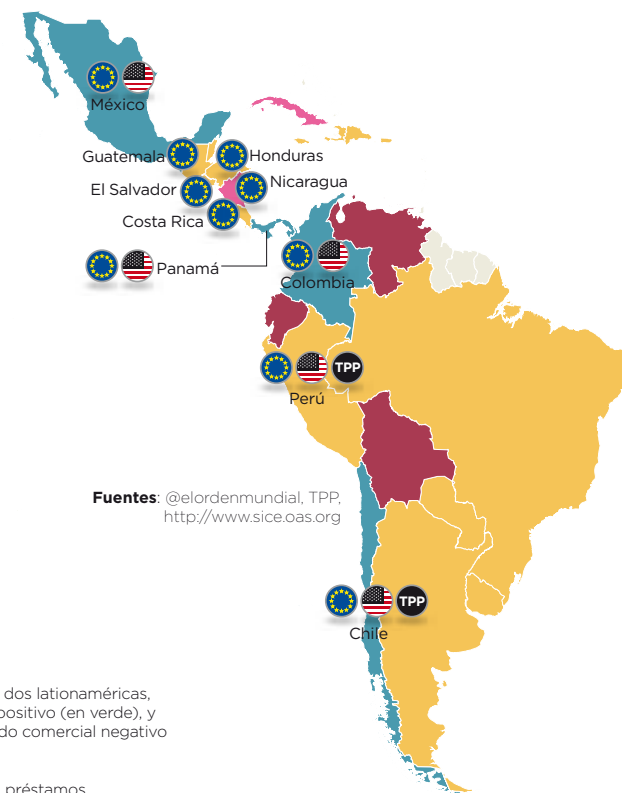 México
Guatemala
Honduras
El Salvador
Nicaragua
Costa Rica
Panamá
Colombia
TPP
Perú
Fuentes: @elordenmundial, TPP,
http://www.sice.oas.org
TPP
Chile
dos lationaméricas,
positivo (en verde), y
do comercial negativo
préstamos